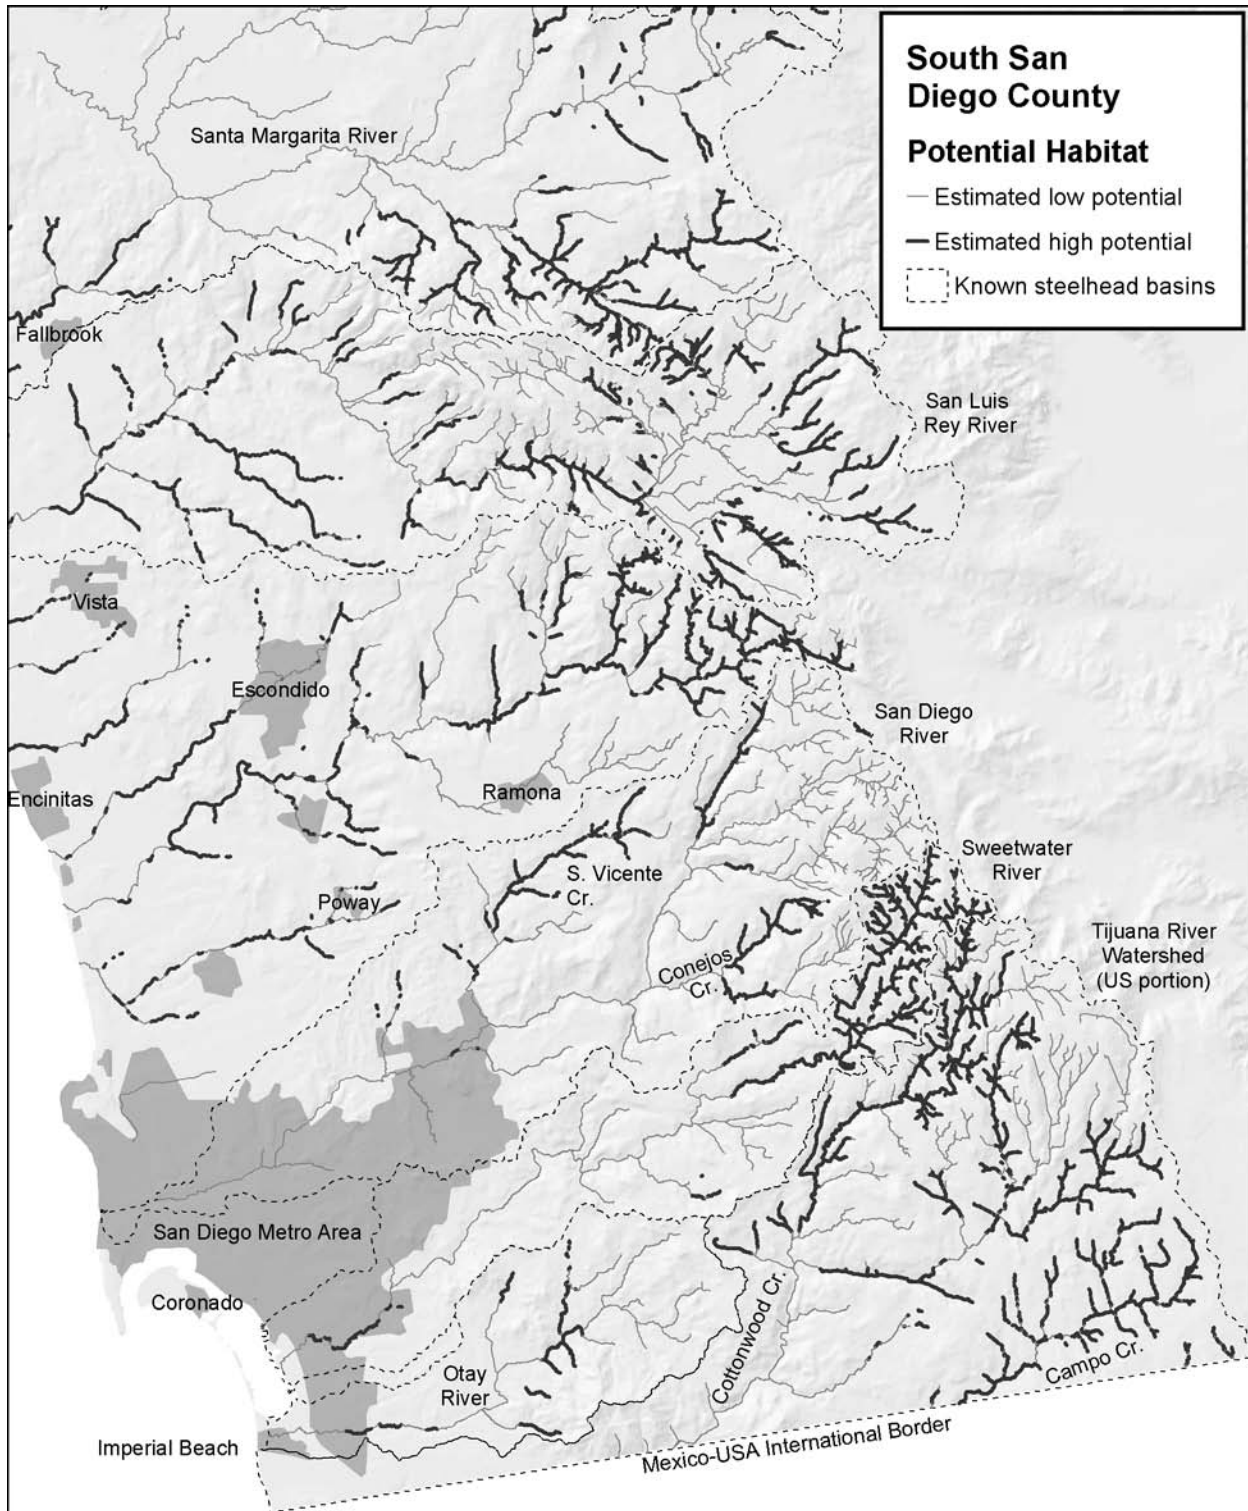 South San
Diego County
Potential Habitat
Estimated low potential
Estimated high potential
Known steelhead basins
Santa Margarita River
Fallbrook
San Luis
Rey River
Vista
Escondido
San Diego
River
Encinitas
Ramona
Sweetwater
River
S. Vicente
Cr.
Poway
Tijuana River
Watershed
(US portion)
Conejos
Cr.
San Diego Metro Area
Coronado
Cottonwood Cr.
Otay
River
Campo Cr.
Imperial Beach
Mexico-USA International Border